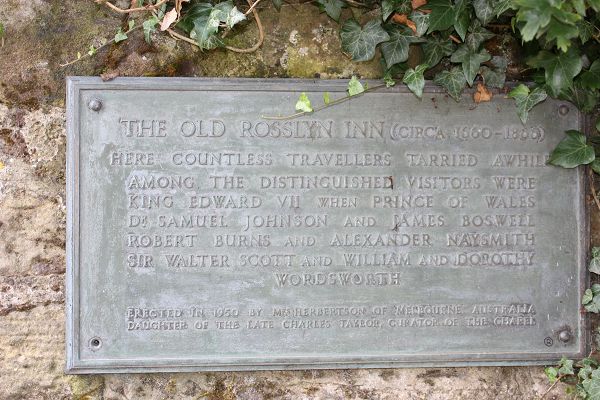 THE OLD ROSSLYN INN (CIRCA 1660-1866)
HERE COUNTLESS TRAVELLERS TARRIED AWHILE
AMONG THE DISTINGUISHED VISITORS WERE
KING EDWARD VII WHEN PRINCE OF WALES
DR SAMUEL JOHNSON AND JAMES BOSWELL
ROBERT BURNS AND ALEXANDER NAYSMITH
SIR WALTER SCOTT AND WILLIAM AND DOROTHY
WORDSWORTH
ERECTED IN 1950 BY MRS HERBERTSON OF MELBOURNE, AUSTRALIA
DAUGHTER OF THE LATE CHARLES TAYLOR, CURATOR OF THE CHAPEL